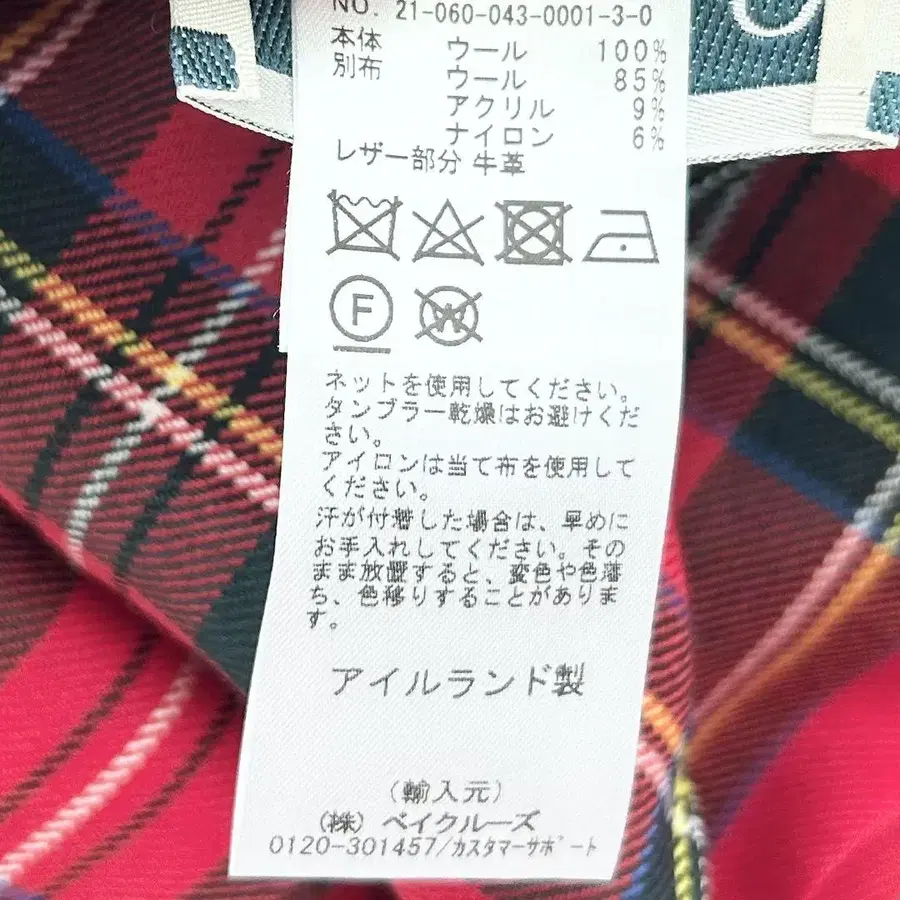 NO. 21-060-043-0001-3-0
本体 ウール 100%
別布 ウール 85%
アクリル 9%
ナイロン 6%
レザー部分 牛革
F
W
ネットを使用してください。
タンブラー乾燥はお避けくだ
さい。
アイロンは当て布を使用して
ください。
汗が付着した場合は、早めに
お手入れしてください。その
まま放置すると、変色や色落
ち、色移りすることがありま
す。
アイルランド製
(輸入元)
(株) ベイクルーズ
0120-301457/カスタマーサポート